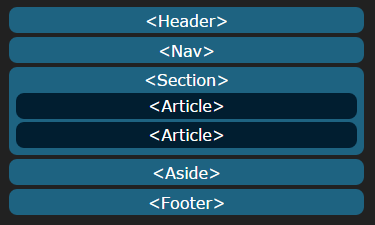 <Header>
<Nav>
<Section>
<Article>
<Article>
<Aside>
<Footer>